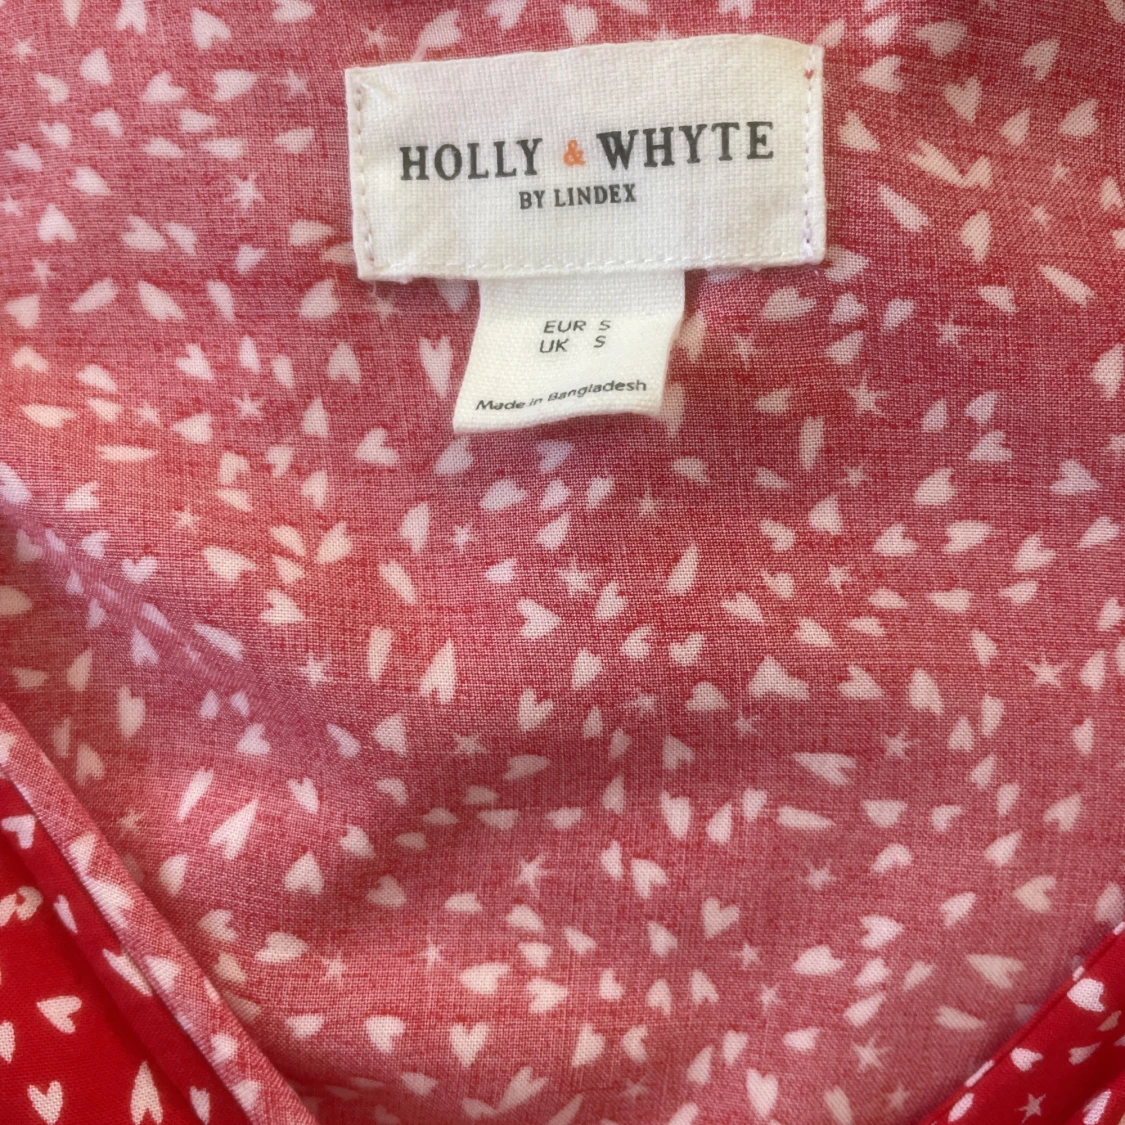 HOLLY & WHYTE
BY LINDEX
EUR S
UK S
Made in Bangladesh